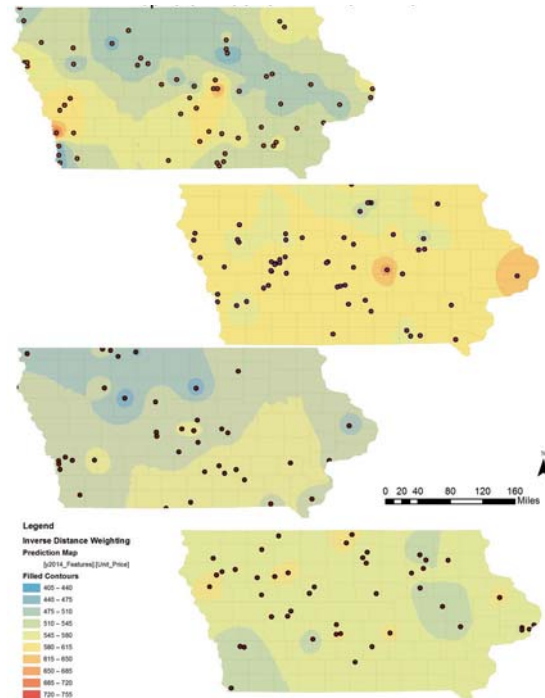 0 20 40 80 120 160
Miles
Legend
Inverse Distance Weighting
Prediction Map
[y2014_Features].[Unit_Price]
Filled Contours
405 – 440
440 – 475
475 – 510
510 – 545
545 – 580
580 – 615
615 – 650
650 – 685
685 – 720
720 – 755